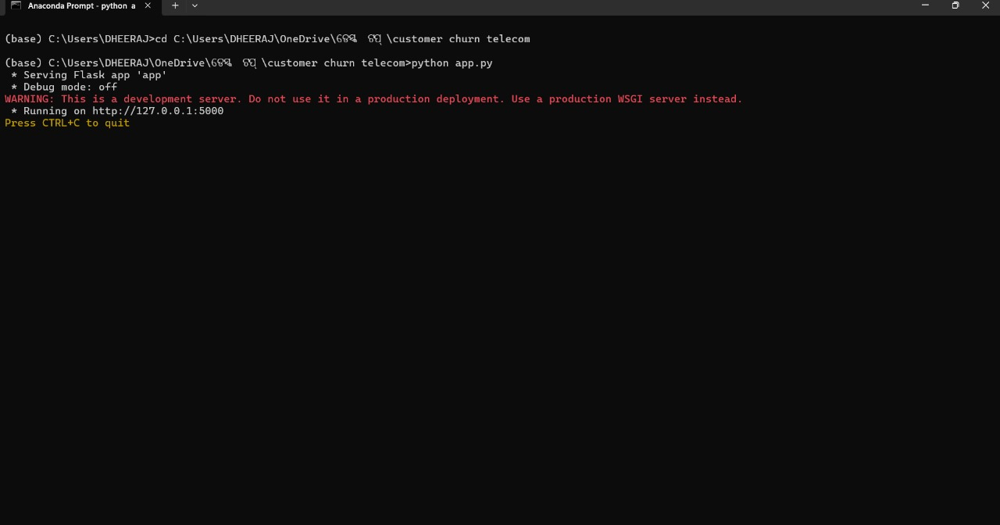 Anaconda Prompt - python a
(base) C:\Users\DHEERAJ>cd C:\Users\DHEERAJ\OneDrive\ଡେସ୍କ ଟପ୍ \customer churn telecom
(base) C:\Users\DHEERAJ\OneDrive\ଡେସ୍କ ଟପ୍ \customer churn telecom>python app.py
* Serving Flask app 'app'
* Debug mode: off
WARNING: This is a development server. Do not use it in a production deployment. Use a production WSGI server instead.
* Running on http://127.0.0.1:5000
Press CTRL+C to quit